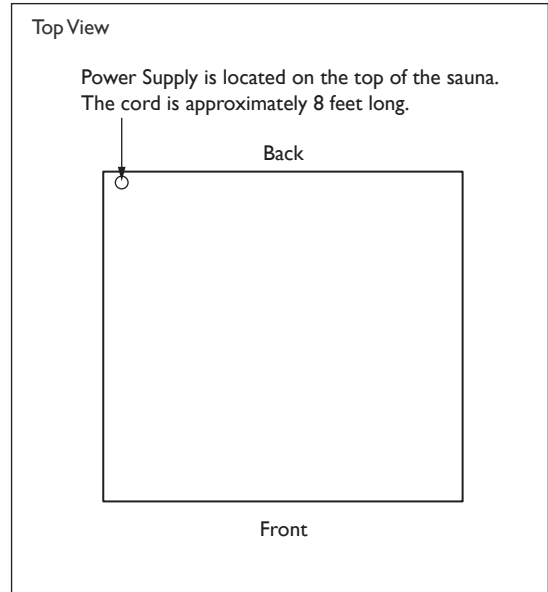 Top View
Power Supply is located on the top of the sauna.
The cord is approximately 8 feet long.
Back
Front